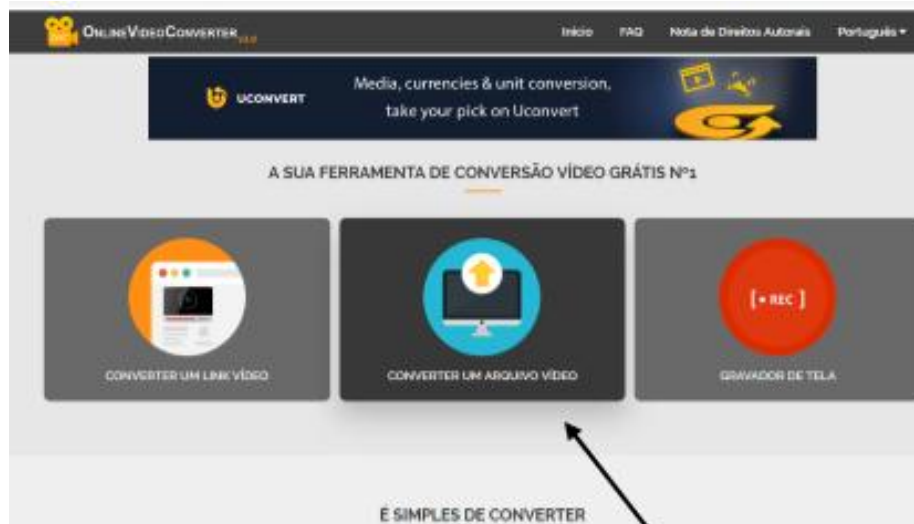 ONLINEVIDEOCONVERTER v3.0
Início FAQ Nota de Direitos Autorais Português
UCONVERT
Media, currencies & unit conversion,
take your pick on Uconvert
A SUA FERRAMENTA DE CONVERSÃO VÍDEO GRÁTIS Nº1
[• REC ]
CONVERTER UM LINK VÍDEO
CONVERTER UM ARQUIVO VÍDEO
GRAVADOR DE TELA
É SIMPLES DE CONVERTER